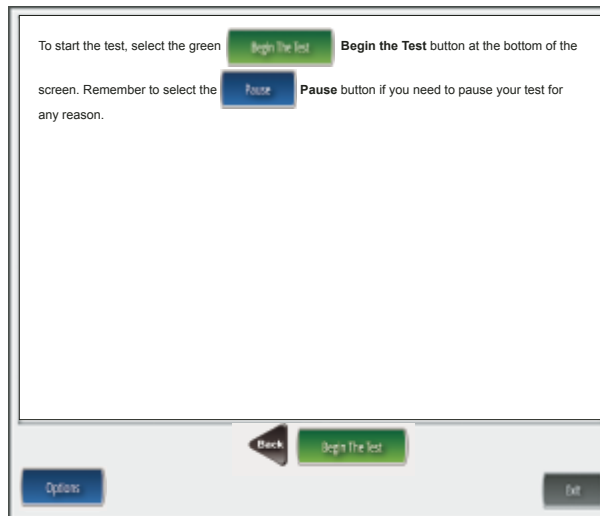 To start the test, select the green Begin The Test Begin the Test button at the bottom of the
screen. Remember to select the Pause Pause button if you need to pause your test for
any reason.
Back Begin The Test
Options Exit